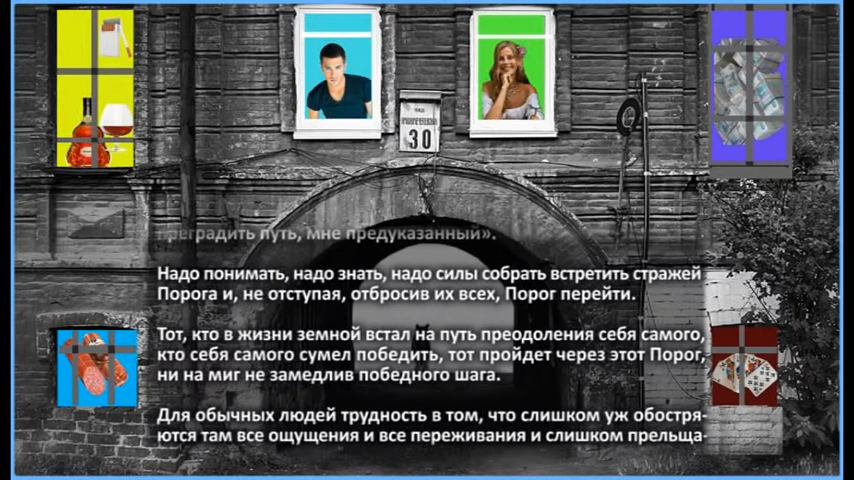 30
преградить путь, мне предуказанный».
Надо понимать, надо знать, надо силы собрать встретить стражей
Порога и, не отступая, отбросив их всех, Порог перейти.
Тот, кто в жизни земной встал на путь преодоления себя самого,
кто себя самого сумел победить, тот пройдет через этот Порог,
ни на миг не замедлив победного шага.
Для обычных людей трудность в том, что слишком уж обостря-
ются там все ощущения и все переживания и слишком прельща-